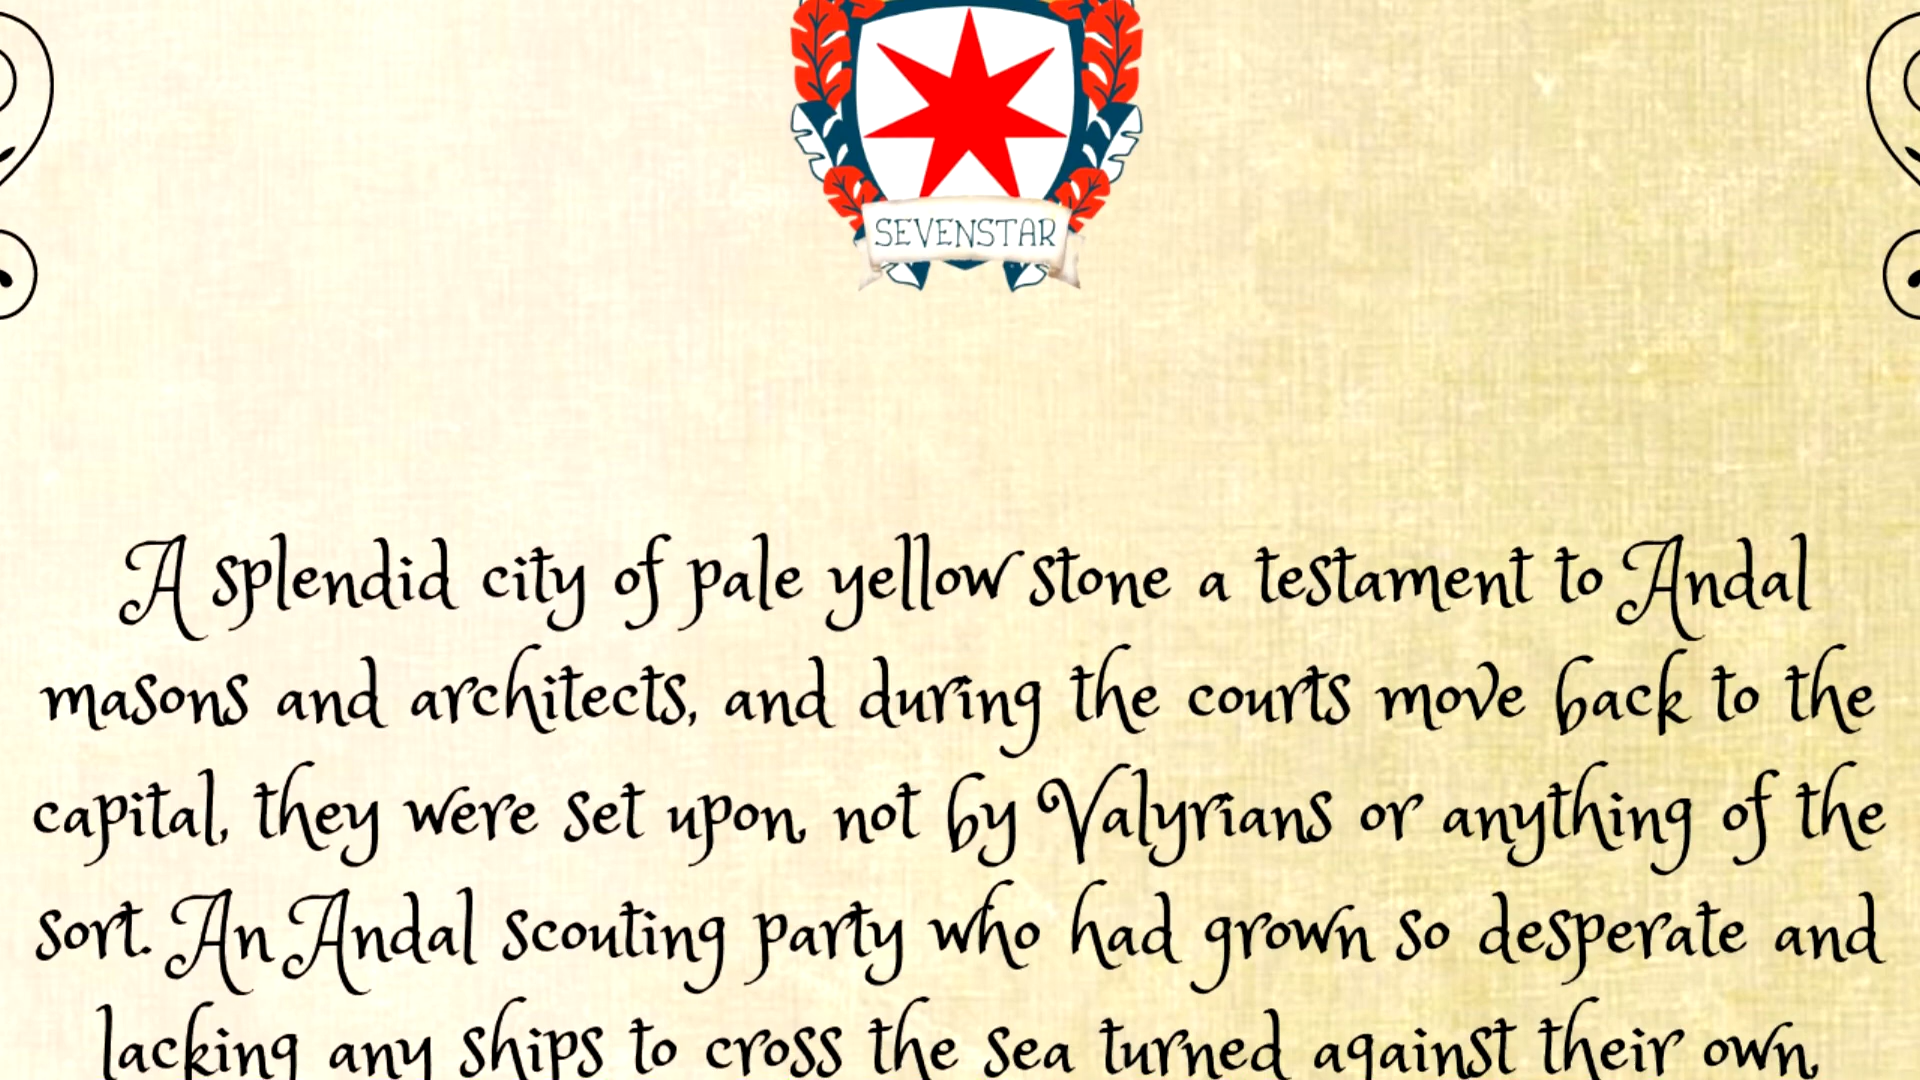 SEVENSTAR
A splendid city of pale yellow stone a testament to Andal
masons and architects, and during the courts move back to the
capital, they were set upon, not by Valyrians or anything of the
sort. An Andal scouting party who had grown so desperate and
lacking any ships to cross the sea turned against their own,